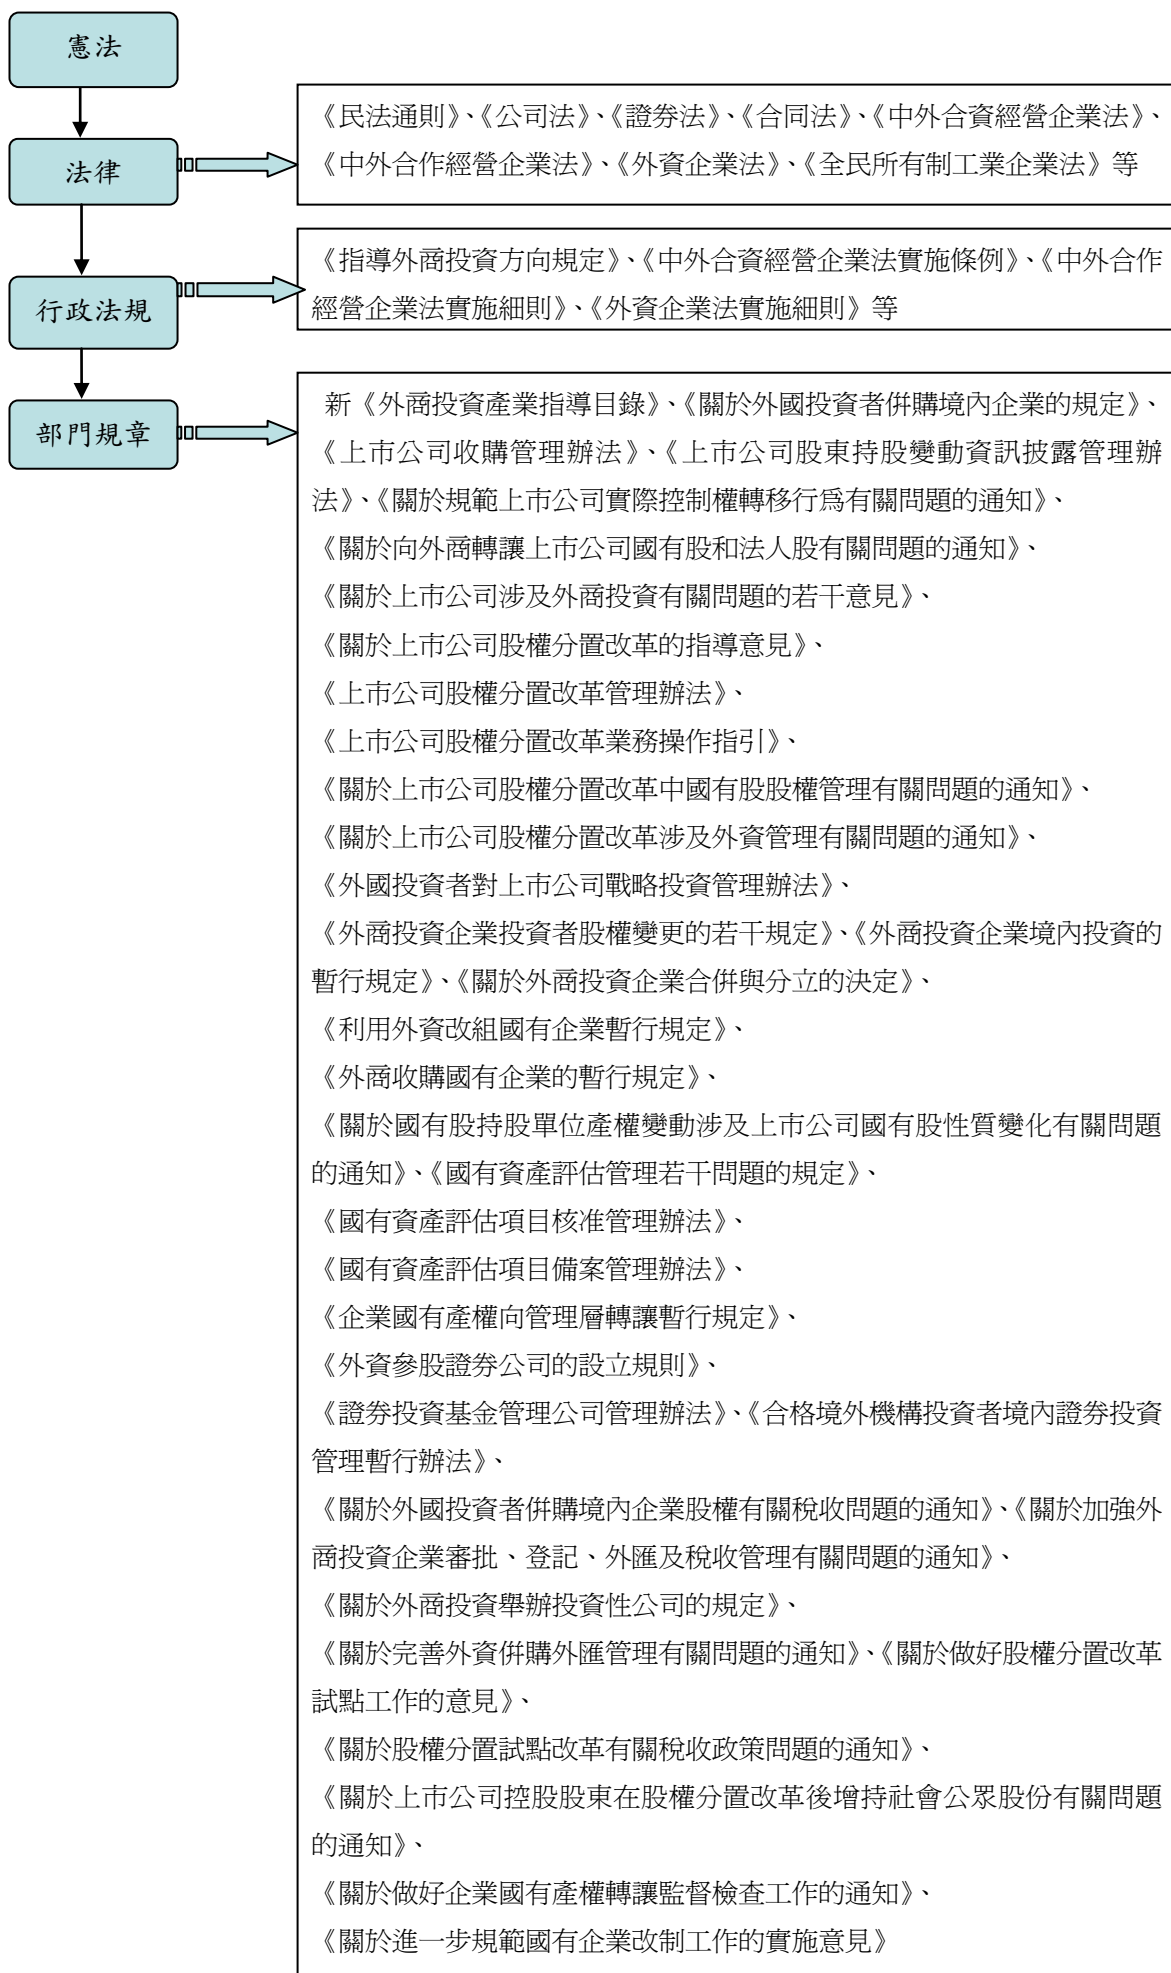 憲法
《民法通則》、《公司法》、《證券法》、《合同法》、《中外合資經營企業法》、
《中外合作經營企業法》、《外資企業法》、《全民所有制工業企業法》等
法律
《指導外商投資方向規定》、《中外合資經營企業法實施條例》、《中外合作
經營企業法實施細則》、《外資企業法實施細則》等
行政法規
新《外商投資產業指導目錄》、《關於外國投資者併購境內企業的規定》、
部門規章
《上市公司收購管理辦法》、《上市公司股東持股變動資訊披露管理辦
法》、《關於規範上市公司實際控制權轉移行爲有關問題的通知》、
《關於向外商轉讓上市公司國有股和法人股有關問題的通知》、
《關於上市公司涉及外商投資有關問題的若干意見》、
《關於上市公司股權分置改革的指導意見》、
《上市公司股權分置改革管理辦法》、
《上市公司股權分置改革業務操作指引》、
《關於上市公司股權分置改革中國有股股權管理有關問題的通知》、
《關於上市公司股權分置改革涉及外資管理有關問題的通知》、
《外國投資者對上市公司戰略投資管理辦法》、
《外商投資企業投資者股權變更的若干規定》、《外商投資企業境內投資的
暫行規定》、《關於外商投資企業合併與分立的決定》、
《利用外資改組國有企業暫行規定》、
《外商收購國有企業的暫行規定》、
《關於國有股持股單位產權變動涉及上市公司國有股性質變化有關問題
的通知》、《國有資產評估管理若干問題的規定》、
《國有資產評估項目核准管理辦法》、
《國有資產評估項目備案管理辦法》、
《企業國有產權向管理層轉讓暫行規定》、
《外資參股證券公司的設立規則》、
《證券投資基金管理公司管理辦法》、《合格境外機構投資者境內證券投資
管理暫行辦法》、
《關於外國投資者併購境內企業股權有關稅收問題的通知》、《關於加強外
商投資企業審批、登記、外匯及稅收管理有關問題的通知》、
《關於外商投資舉辦投資性公司的規定》、
《關於完善外資併購外匯管理有關問題的通知》、《關於做好股權分置改革
試點工作的意見》、
《關於股權分置試點改革有關稅收政策問題的通知》、
《關於上市公司控股股東在股權分置改革後增持社會公眾股份有關問題
的通知》、
《關於做好企業國有產權轉讓監督檢查工作的通知》、
《關於進一步規範國有企業改制工作的實施意見》